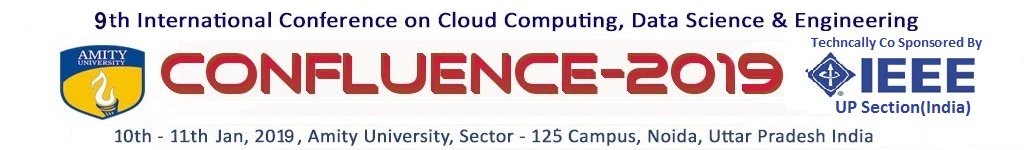 9th International Conference on Cloud Computing, Data Science & Engineering
AMITY
UNIVERSITY
CONFLUENCE-2019
Techncally Co Sponsored By
IEEE
UP Section(India)
10th - 11th Jan, 2019 , Amity University, Sector - 125 Campus, Noida, Uttar Pradesh India